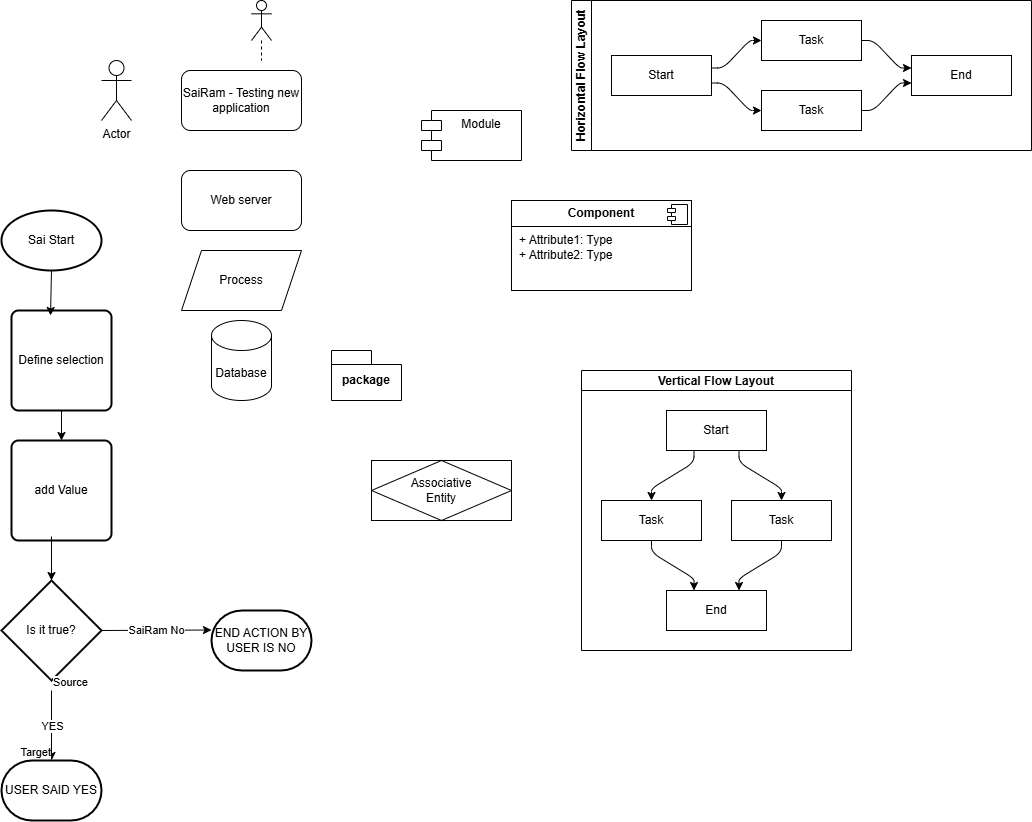 Horizontal Flow Layout
Start
Task
Task
End
Actor
SaiRam - Testing new
application
Module
Web server
Component
+ Attribute1: Type
+ Attribute2: Type
Sai Start
Process
Define selection
Database
package
Vertical Flow Layout
Start
Task
Task
End
add Value
Associative
Entity
Is it true?
SaiRam No
END ACTION BY
USER IS NO
Source
YES
Target
USER SAID YES